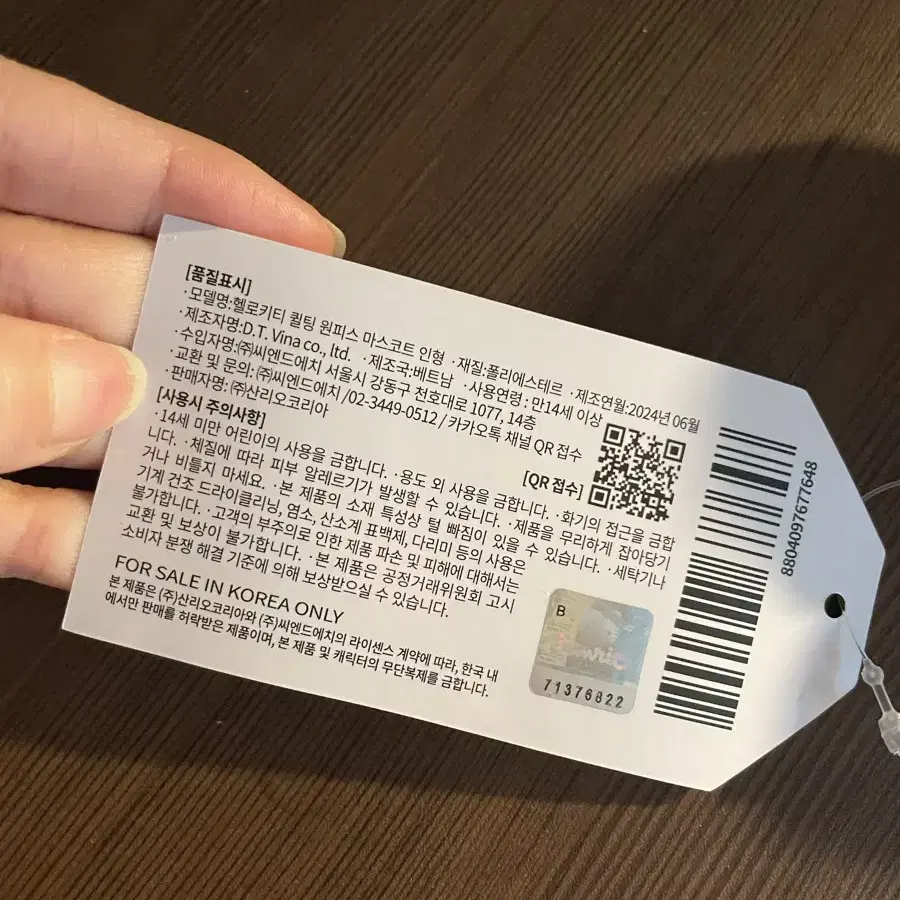 [품질표시]
·모델명:헬로키티 퀼팅 원피스 마스코트 인형 ·재질:폴리에스테르 ·제조연월:2024년 06월
·제조자명:D.T. Vina co., ltd. ·제조국:베트남 ·사용연령 : 만14세 이상
·수입자명:㈜씨엔드에치 서울시 강동구 천호대로 1077, 14층
·교환 및 문의: ㈜씨엔드에치 /02-3449-0512 / 카카오톡 채널 QR 접수
·판매자명: ㈜산리오코리아
[QR 접수]
[사용시 주의사항]
·14세 미만 어린이의 사용을 금합니다. ·용도 외 사용을 금합니다. ·화기의 접근을 금합
니다. ·체질에 따라 피부 알레르기가 발생할 수 있습니다. ·제품을 무리하게 잡아당기
거나 비틀지 마세요. ·본 제품의 소재 특성상 털 빠짐이 있을 수 있습니다. ·세탁기나
기계 건조 드라이클리닝, 염소, 산소계 표백제, 다리미 등의 사용은
불가합니다. ·고객의 부주의로 인한 제품 파손 및 피해에 대해서는
교환 및 보상이 불가합니다. ·본 제품은 공정거래위원회 고시
소비자 분쟁 해결 기준에 의해 보상받으실 수 있습니다.
FOR SALE IN KOREA ONLY
본 제품은 (주)산리오코리아와 (주)씨엔드에치의 라이센스 계약에 따라, 한국 내
에서만 판매를 허락받은 제품이며, 본 제품 및 캐릭터의 무단복제를 금합니다.
B
71376822
8804097677648